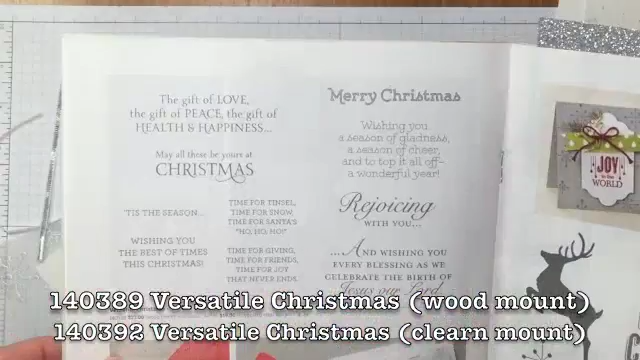 The gift of LOVE,
the gift of PEACE, the gift of
HEALTH & HAPPINESS...
May all these be yours at
CHRISTMAS
'TIS THE SEASON...
WISHING YOU
THE BEST OF TIMES
THIS CHRISTMAS!
TIME FOR TINSEL,
TIME FOR SNOW,
TIME FOR SANTA'S
"HO, HO, HO!"
TIME FOR GIVING,
TIME FOR FRIENDS,
TIME FOR JOY
THAT NEVER ENDS.
Merry Christmas
Wishing you
a season of gladness,
a season of cheer,
and to top it all off–
a wonderful year!
Rejoicing
WITH YOU...
...AND WISHING YOU
EVERY BLESSING AS WE
CELEBRATE THE BIRTH OF
Jesus our Lord
JOY
to the
WORLD
140389 Versatile Christmas (wood mount)
140392 Versatile Christmas (clearn mount)